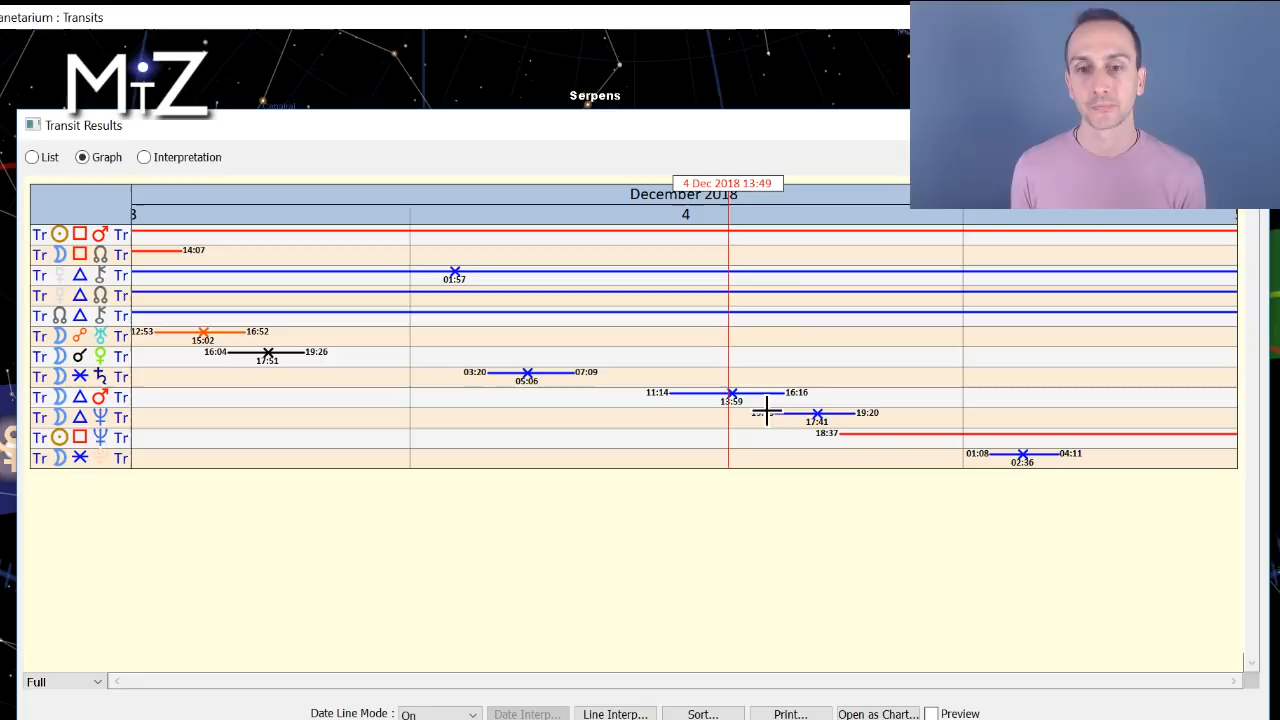 anetarium : Transits
MTZ
Serpens
Transit Results
List Graph Interpretation
4 Dec 2018 13:49
December 2018
4
Tr Tr
Tr Tr 14:07
Tr Tr 01:57
Tr Tr
Tr Tr
Tr Tr 12:53 15:02 16:52
Tr Tr 16:04 17:51 19:26
Tr Tr 03:20 05:06 07:09
Tr Tr 11:14 13:59 16:16
Tr Tr 17:41 19:20
Tr Tr 18:37
Tr Tr 01:08 02:36 04:11
Full
Date Line Mode : On Date Interp... Line Interp... Sort... Print... Open as Chart... Preview